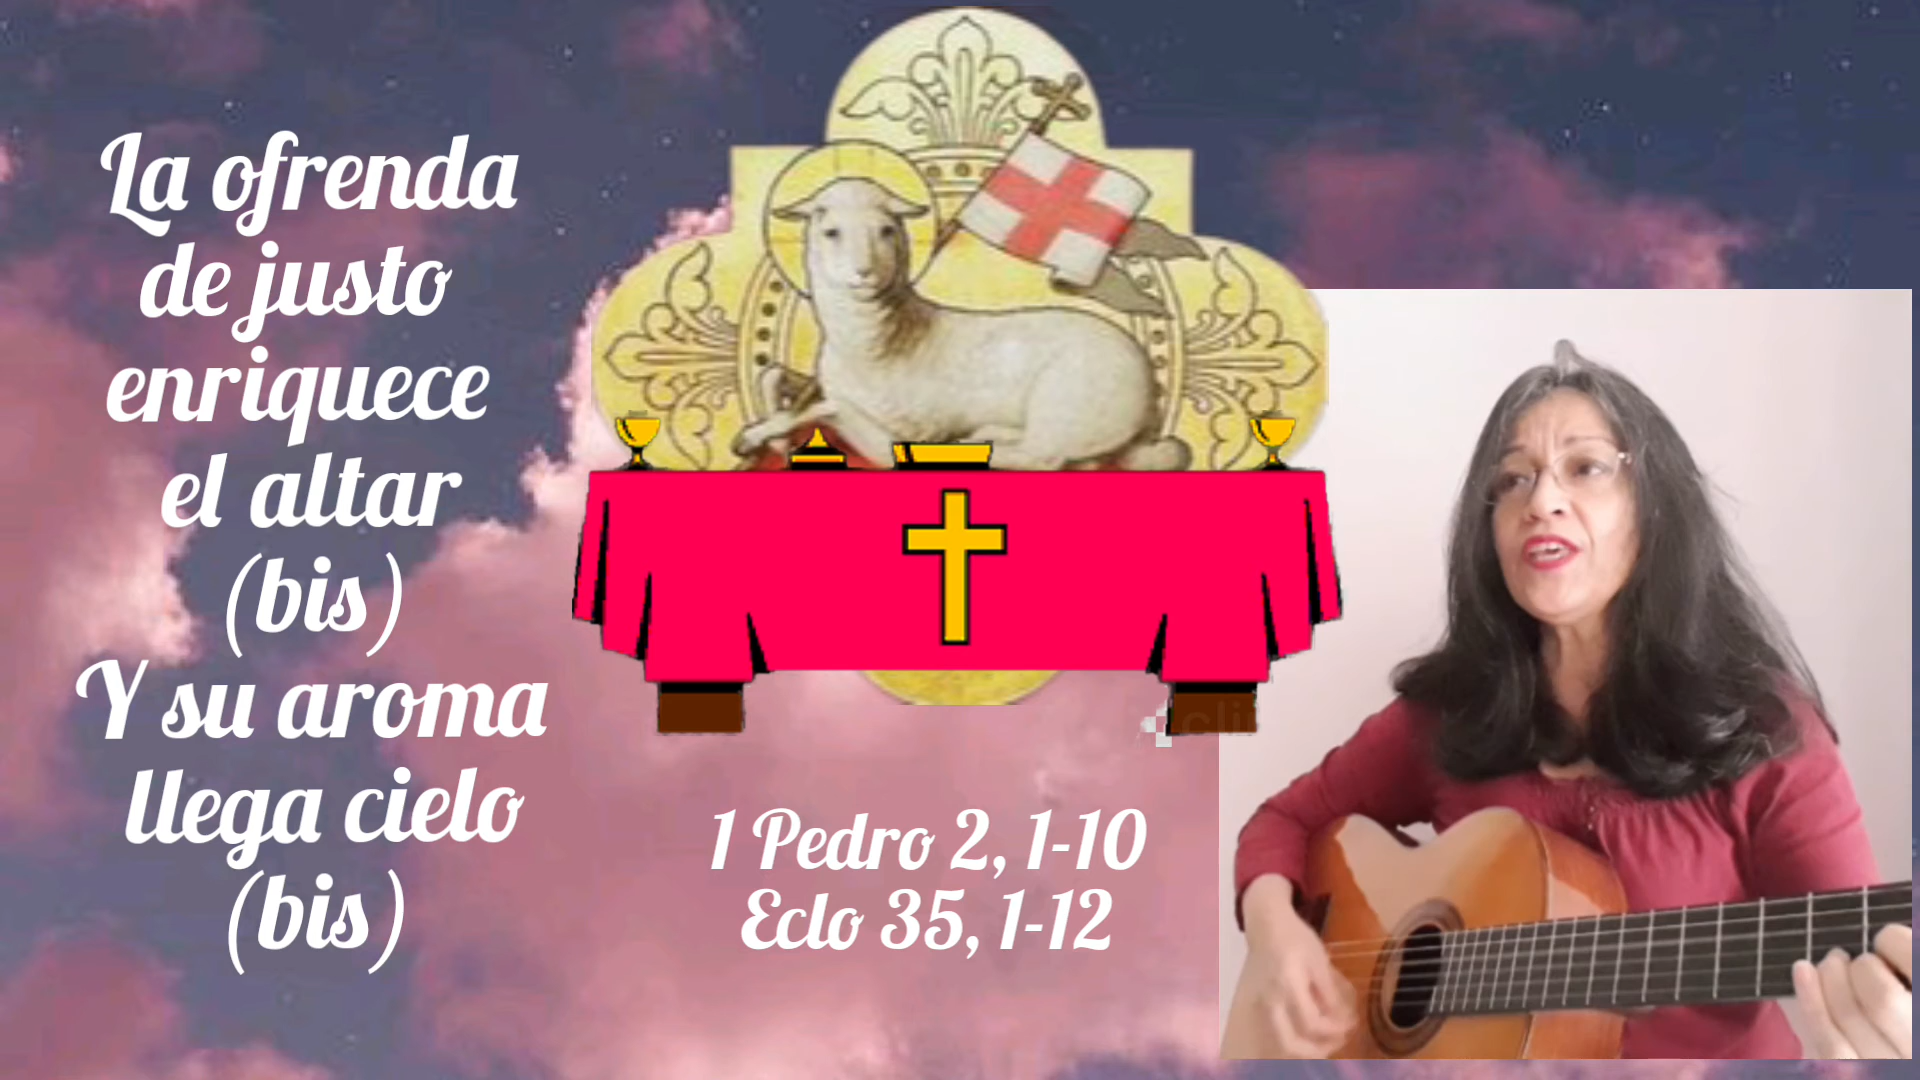 La ofrenda
de justo
enriquece
el altar
(bis)
Y su aroma
llega cielo
(bis)
1 Pedro 2, 1-10
Eclo 35, 1-12